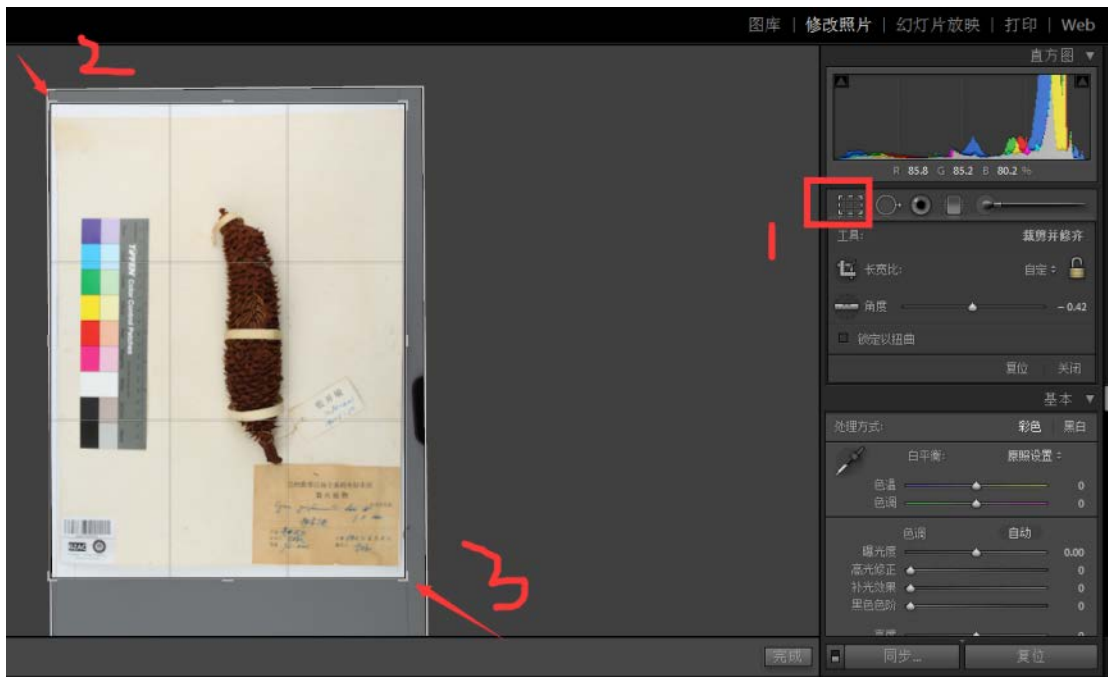 图库 | 修改照片 | 幻灯片放映 | 打印 | Web
2
直方图
R 85.8 G 85.2 B 80.2 %
1
工具: 裁剪并修齐
长宽比: 自定
角度 - 0.42
锁定以扭曲
复位 关闭
基本
处理方式: 彩色 黑白
白平衡: 原照设置
色温 0
色调 0
色调 自动
曝光度 0.00
高光修正 0
补光效果 0
黑色色阶 0
TIFFEN Color Control Patches
3
完成
同步...
复位